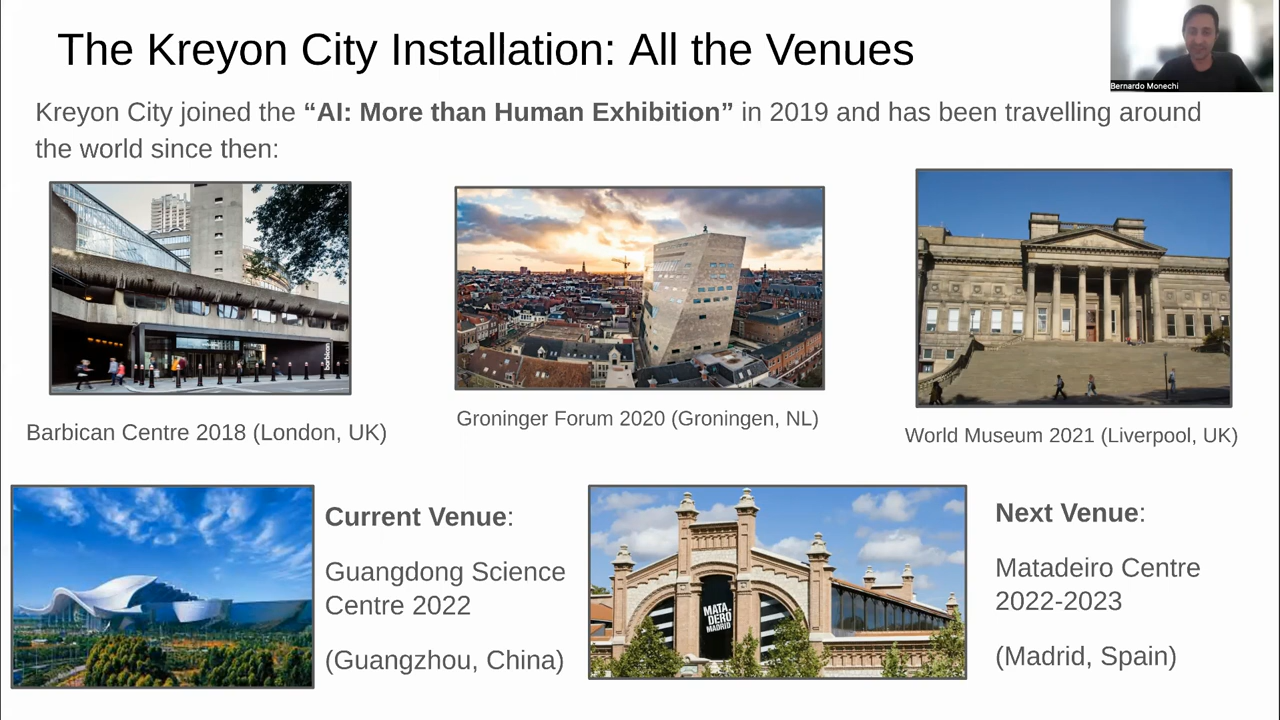 The Kreyon City Installation: All the Venues
Bernardo Monechi
Kreyon City joined the “AI: More than Human Exhibition” in 2019 and has been travelling around
the world since then:
barbican
Barbican Centre 2018 (London, UK)
Groninger Forum 2020 (Groningen, NL)
World Museum 2021 (Liverpool, UK)
Current Venue:
Guangdong Science
Centre 2022
(Guangzhou, China)
MATA
DERO
MADRID
Next Venue:
Matadeiro Centre
2022-2023
(Madrid, Spain)